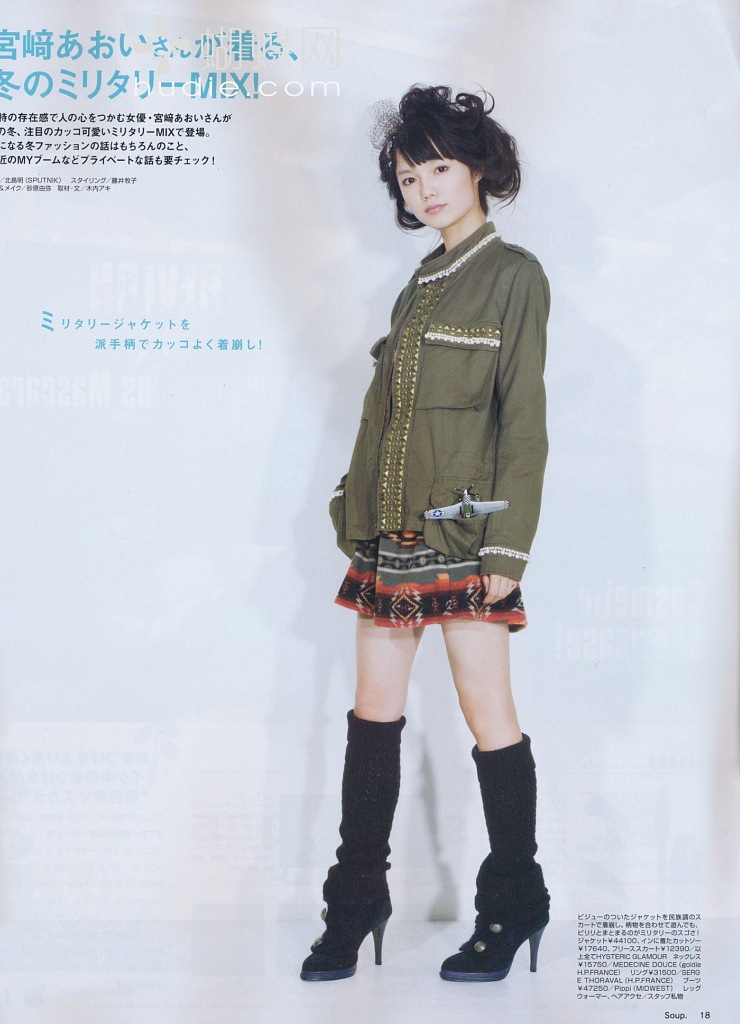 宮﨑あおいさんが着る、
冬のミリタリーMIX!
hudie.com
特の存在感で人の心をつかむ女優・宮﨑あおいさんが
の冬、注目のカッコ可愛いミリタリーMIXで登場。
になる冬ファッションの話はもちろんのこと、
近のMYブームなどプライベートな話も要チェック！
／北島明（SPUTNIK）　スタイリング／藤井牧子
＆メイク／砂原由弥　取材・文／木内アキ
ミリタリージャケットを
派手柄でカッコよく着崩し!
ビジューのついたジャケットを民族調のス
カートで着崩し。柄物を合わせて遊んでも、
ピリリとまとまるのがミリタリーのスゴさ!
ジャケット¥44100、インに着たカットソー
¥17640、フリーススカート¥12390／以
上全てHYSTERIC GLAMOUR　ネックレス
¥15750／MEDECINE DOUCE (goldie
H.P.FRANCE)　リング¥31500／SERG
E THORAVAL (H.P.FRANCE)　ブーツ
¥47250／Pippi (MIDWEST)　レッグ
ウォーマー、ヘアアクセ／スタッフ私物
Soup. 18